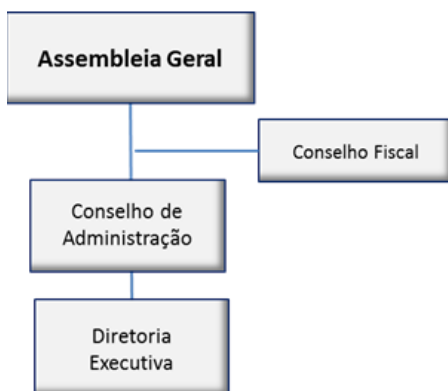 Assembleia Geral
Conselho Fiscal
Conselho de
Administração
Diretoria
Executiva